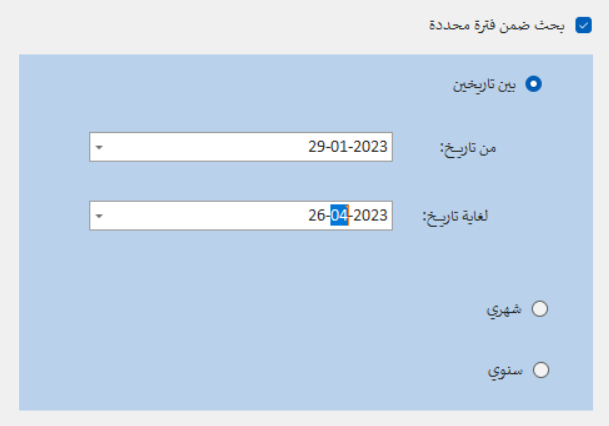 بحث ضمن فترة محددة
بين تاريخين
من تاريخ: 29-01-2023
لغاية تاريخ: 26-04-2023
شهري
سنوي